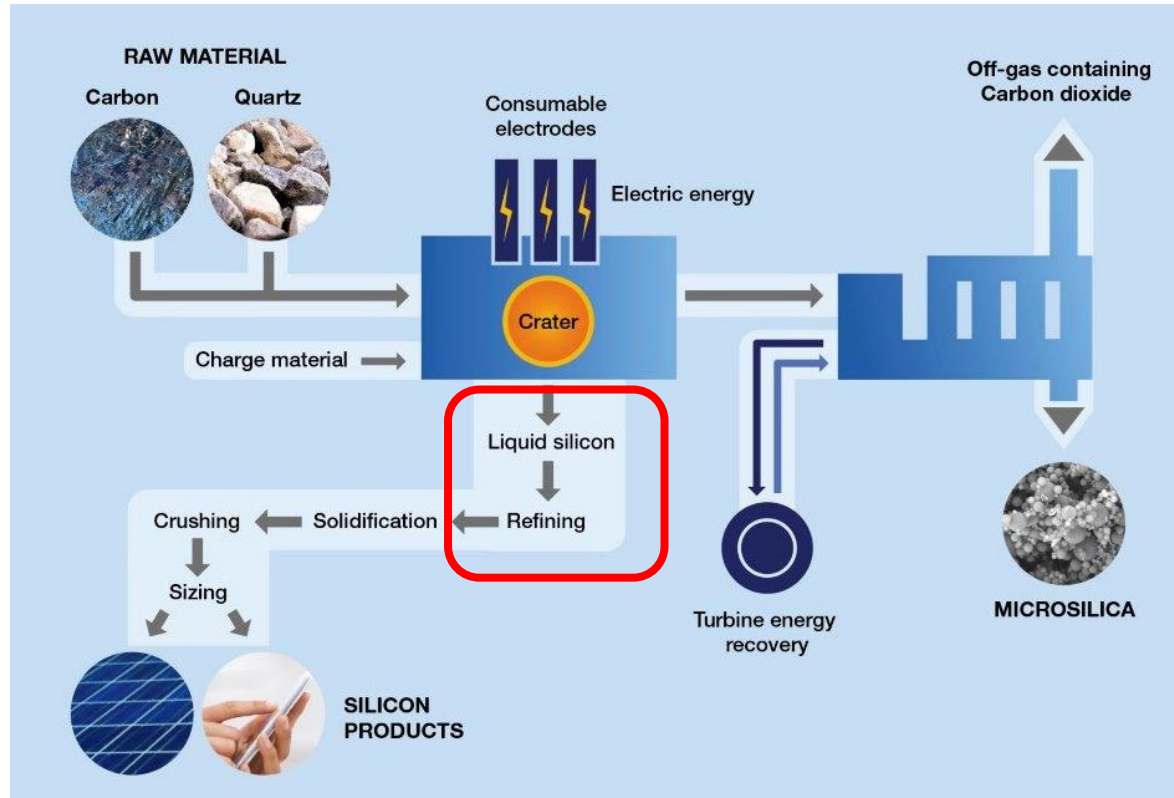 RAW MATERIAL
Carbon
Quartz
Consumable
electrodes
Electric energy
Off-gas containing
Carbon dioxide
Crater
Charge material
Liquid silicon
Refining
Solidification
Crushing
Sizing
Turbine energy
recovery
MICROSILICA
SILICON
PRODUCTS